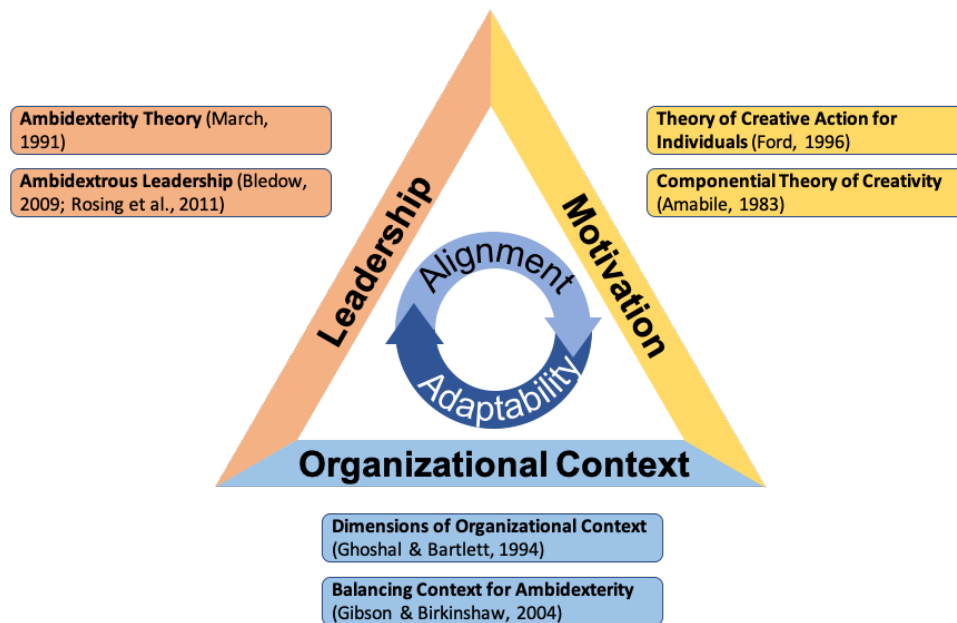 Ambidexterity Theory (March,
1991)
Ambidextrous Leadership (Bledow,
2009; Rosing et al., 2011)
Theory of Creative Action for
Individuals (Ford, 1996)
Componential Theory of Creativity
(Amabile, 1983)
Leadership
Motivation
Alignment
Adaptability
Organizational Context
Dimensions of Organizational Context
(Ghoshal & Bartlett, 1994)
Balancing Context for Ambidexterity
(Gibson & Birkinshaw, 2004)